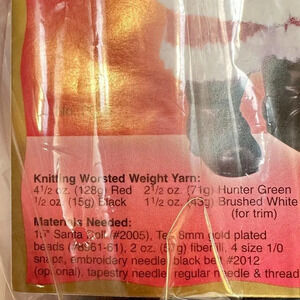 Knitting Worsted Weight Yarn:
4½ oz. (128g) Red 2½ oz. (71g) Hunter Green
½ oz. (15g) Black 1½ oz. (43g) Brushed White
(for trim)
Materials Needed:
Santa Doll (#2005), Ten 6mm gold plated
beads (#8961-61), 2 oz. (57g) fiberfill, 4 size 1/0
snaps, embroidery needle, black belt #2012
(optional), tapestry needle, regular needle & thread